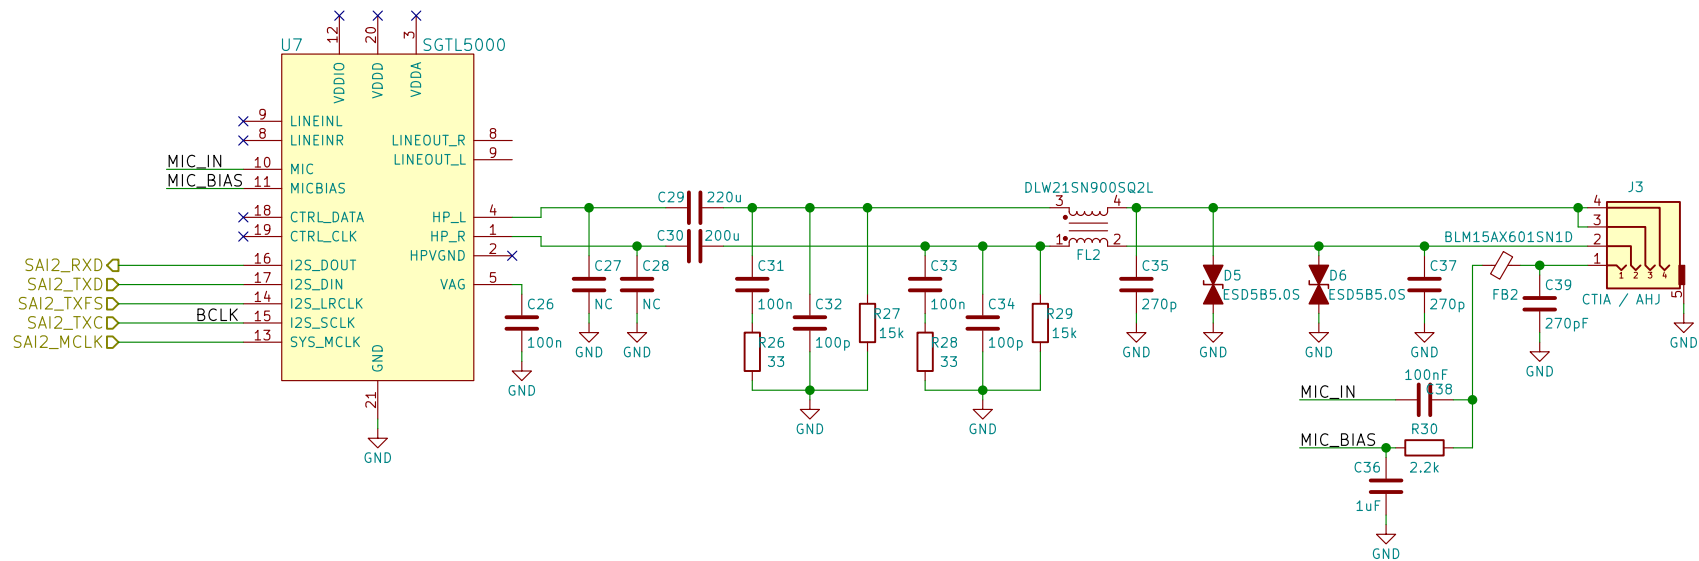 12
20
3
U7
SGTL5000
VDDIO
VDDD
VDDA
9
LINEINL
8
LINEINR
LINEOUT_R
8
LINEOUT_L
9
MIC_IN
10
MIC
MIC_BIAS
11
MICBIAS
18
CTRL_DATA
HP_L
4
19
CTRL_CLK
HP_R
1
HPVGND
2
SAI2_RXD
16
I2S_DOUT
SAI2_TXD
17
I2S_DIN
VAG
5
SAI2_TXFS
14
I2S_LRCLK
SAI2_TXC
BCLK
15
I2S_SCLK
SAI2_MCLK
13
SYS_MCLK
GND
21
GND
C26
100n
GND
C27
NC
GND
C28
NC
GND
C29
220u
C30
200u
C31
100n
R26
33
C32
100p
R27
15k
GND
C33
100n
R28
33
C34
100p
R29
15k
GND
DLW21SN900SQ2L
3
4
1
2
FL2
C35
270p
GND
D5
ESD5B5.0S
GND
D6
ESD5B5.0S
GND
C37
270p
GND
BLM15AX601SN1D
FB2
C39
270pF
GND
J3
4
3
2
1
1
2
3
4
CTIA / AHJ
5
GND
MIC_IN
100nF
C38
MIC_BIAS
R30
2.2k
C36
1uF
GND